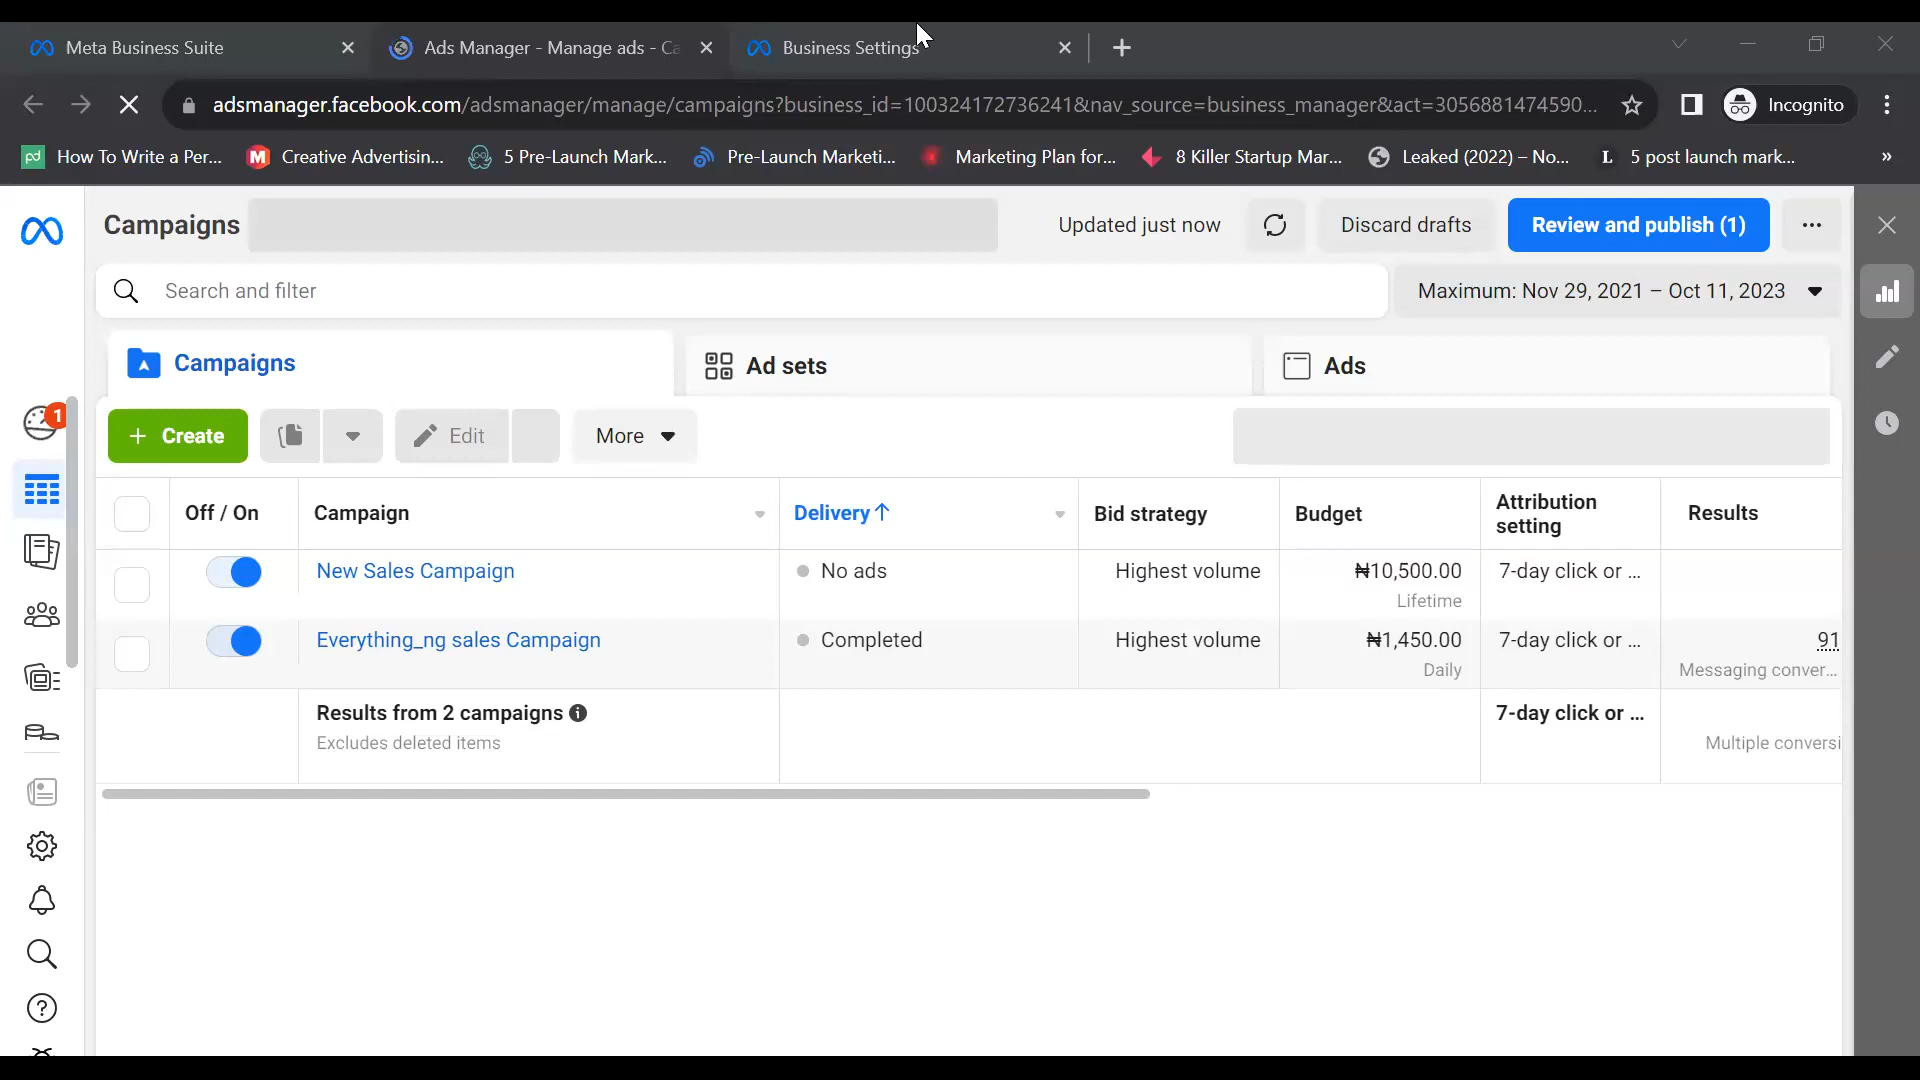 Meta Business Suite
Ads Manager - Manage ads - Ca
Business Settings
adsmanager.facebook.com/adsmanager/manage/campaigns?business_id=100324172736241&nav_source=business_manager&act=3056881474590...
Incognito
How To Write a Per...
Creative Advertisin...
5 Pre-Launch Mark...
Pre-Launch Marketi...
Marketing Plan for...
8 Killer Startup Mar...
Leaked (2022) – No...
5 post launch mark...
»
Campaigns
Updated just now
Discard drafts
Review and publish (1)
Search and filter
Maximum: Nov 29, 2021 – Oct 11, 2023
Campaigns
Ad sets
Ads
1
+ Create
Edit
More
Off / On
Campaign
Delivery↑
Bid strategy
Budget
Attribution setting
Results
New Sales Campaign
No ads
Highest volume
₦10,500.00
Lifetime
7-day click or ...
Everything_ng sales Campaign
Completed
Highest volume
₦1,450.00
Daily
7-day click or ...
91
Messaging conver...
Results from 2 campaigns
Excludes deleted items
7-day click or ...
Multiple conversi